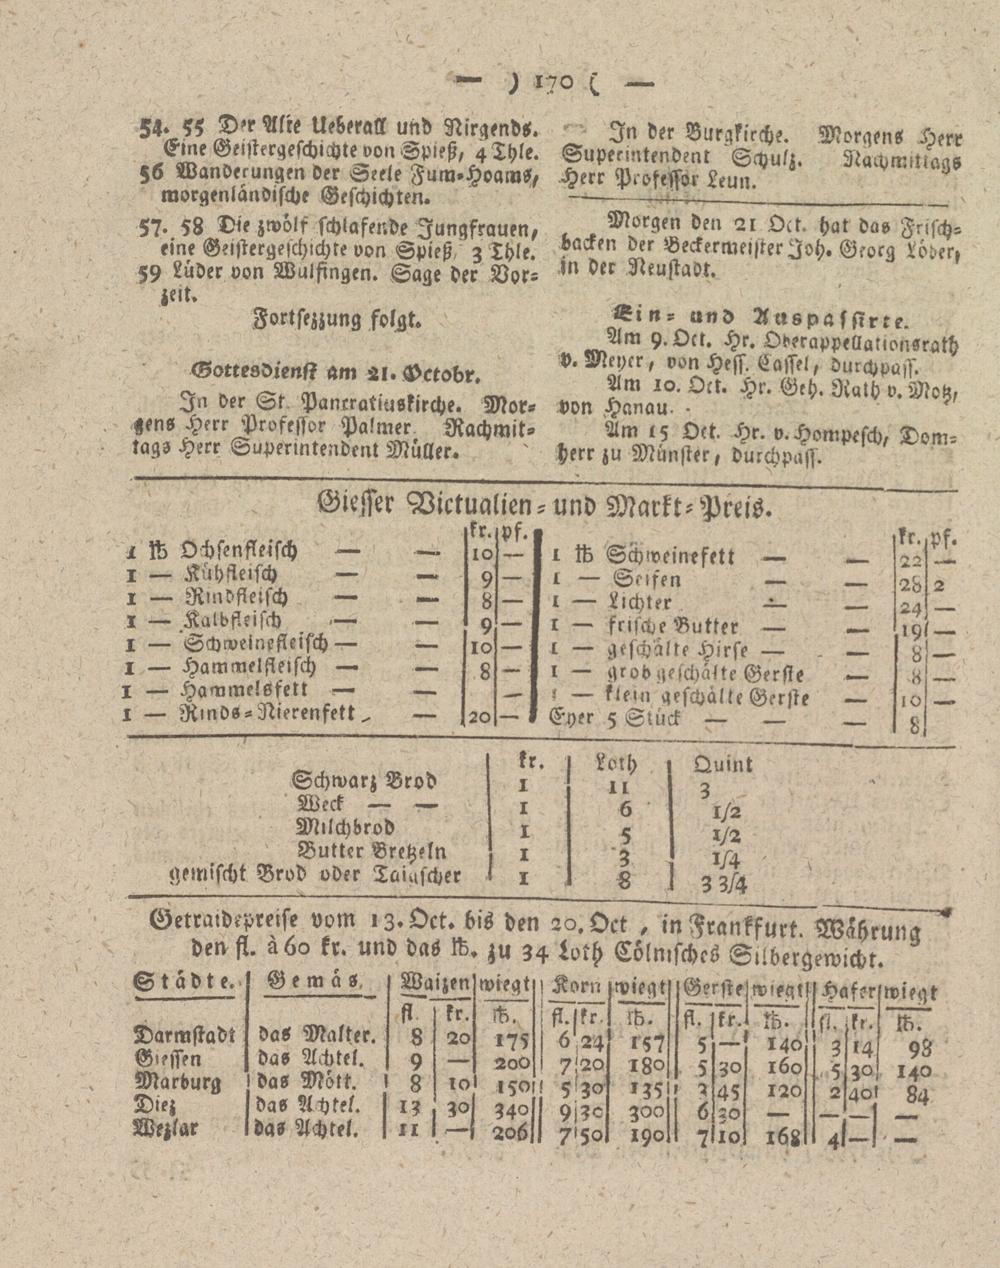 — ) 170 ( —
54. 55 Der Alte Ueberall und Nirgends.
Eine Geistergeschichte von Spieß, 4 Thle.
56 Wanderungen der Seele Fum-Hoams,
morgenländische Geschichten.
57. 58 Die zwölf schlafende Jungfrauen,
eine Geistergeschichte von Spieß, 3 Thle.
59 Lüder von Wulfingen. Sage der Vor-
zeit.
Fortsezzung folgt.
Gottesdienst am 21. Octobr.
In der St. Pancratiuskirche. Mor-
gens Herr Professor Palmer. Nachmit-
tags Herr Superintendent Müller.
In der Burgkirche. Morgens Herr
Superintendent Schulz. Nachmittags
Herr Professor Leun.
Morgen den 21 Oct. hat das Frisch-
backen der Beckermeister Joh. Georg Löber,
in der Neustadt.
Ein- und Auspassirte.
Am 9. Oct. Hr. Oberappellationsrath
v. Meyer, von Hess. Cassel, durchpass.
Am 10. Oct. Hr. Geh. Rath v. Motz,
von Hanau.
Am 15 Oct. Hr. v. Hompesch, Dom-
herr zu Münster, durchpass.
Giesser Victualien- und Markt-Preis.
kr. pf.
1 ℔ Ochsenfleisch — — 10 —
1 — Kühfleisch — — 9 —
1 — Rindfleisch — — 8 —
1 — Kalbfleisch — — 9 —
1 — Schweinefleisch — — 10 —
1 — Hammelfleisch — — 8 —
1 — Hammelsfett — — —
1 — Rinds-Nierenfett — 20 —
kr. pf.
1 ℔ Schweinefett — — 22 —
1 — Seifen — — 28 2
1 — Lichter — — 24 —
1 — frische Butter — — 19 —
1 — geschälte Hirse — — 8 —
1 — grob geschälte Gerste — 8 —
1 — klein geschälte Gerste — 10 —
Eyer 5 Stück — — — 8
kr. Loth Quint
Schwarz Brod 1 11 3
Weck — — 1 6 1/2
Milchbrod 1 5 1/2
Butter Bretzeln 1 3 1/4
gemischt Brod oder Taiascher 1 8 3 3/4
Getraidepreise vom 13. Oct. bis den 20. Oct, in Frankfurt. Währung
den fl. à 60 kr. und das ℔. zu 34 Loth Cölnisches Silbergewicht.
Städte. Gemäs. Waizen wiegt Korn wiegt Gerste wiegt Hafer wiegt
fl. kr. ℔. fl. kr. ℔. fl. kr. ℔. fl. kr. ℔.
Darmstadt das Malter. 8 20 175 6 24 157 5 — 140 3 14 98
Giessen das Achtel. 9 — 200 7 20 180 5 30 160 5 30 140
Marburg das Mött. 8 10 150 5 30 135 3 45 120 2 40 84
Diez das Achtel. 13 30 340 9 30 300 6 30 — — — —
Wezlar das Achtel. 11 — 206 7 50 190 7 10 168 4 — —